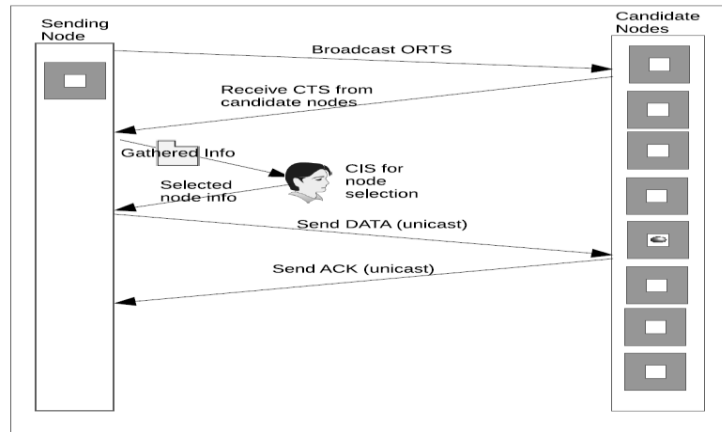 Sending
Node
Candidate
Nodes
Broadcast ORTS
Receive CTS from
candidate nodes
Gathered Info
CIS for
node
selection
Selected
node info
Send DATA (unicast)
Send ACK (unicast)